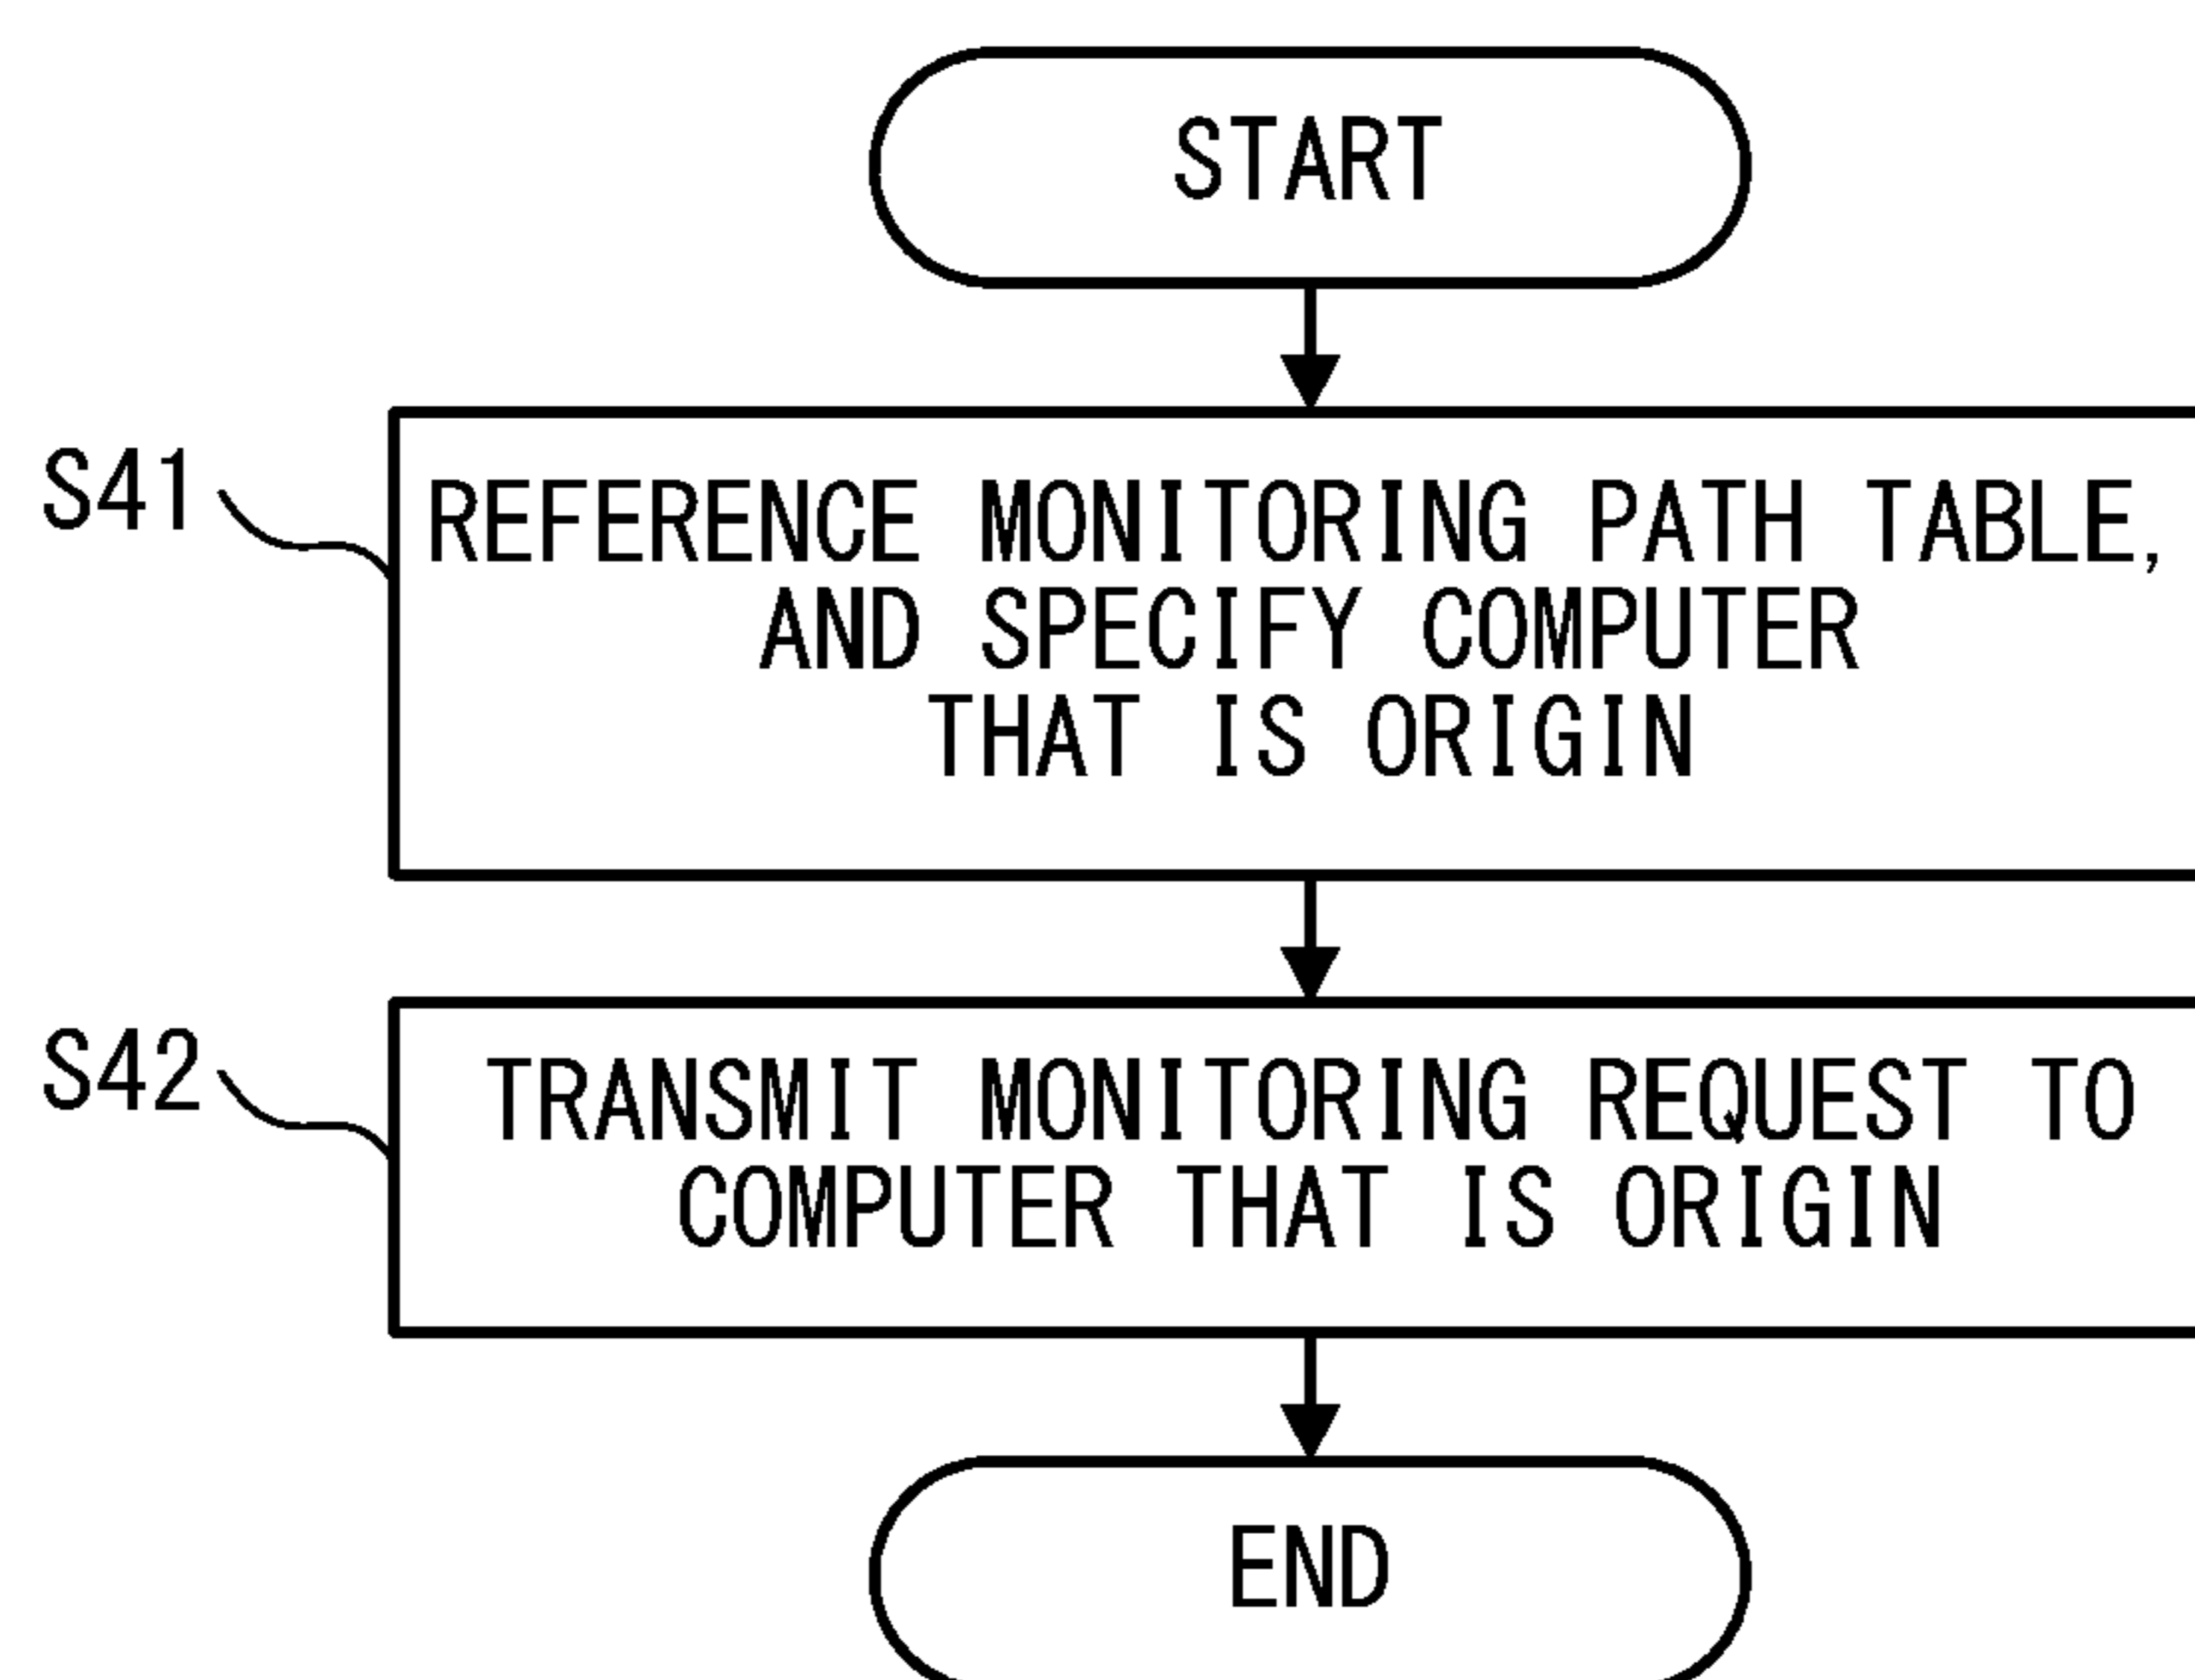 START
S41
REFERENCE MONITORING PATH TABLE,
AND SPECIFY COMPUTER
THAT IS ORIGIN
S42
TRANSMIT MONITORING REQUEST TO
COMPUTER THAT IS ORIGIN
END